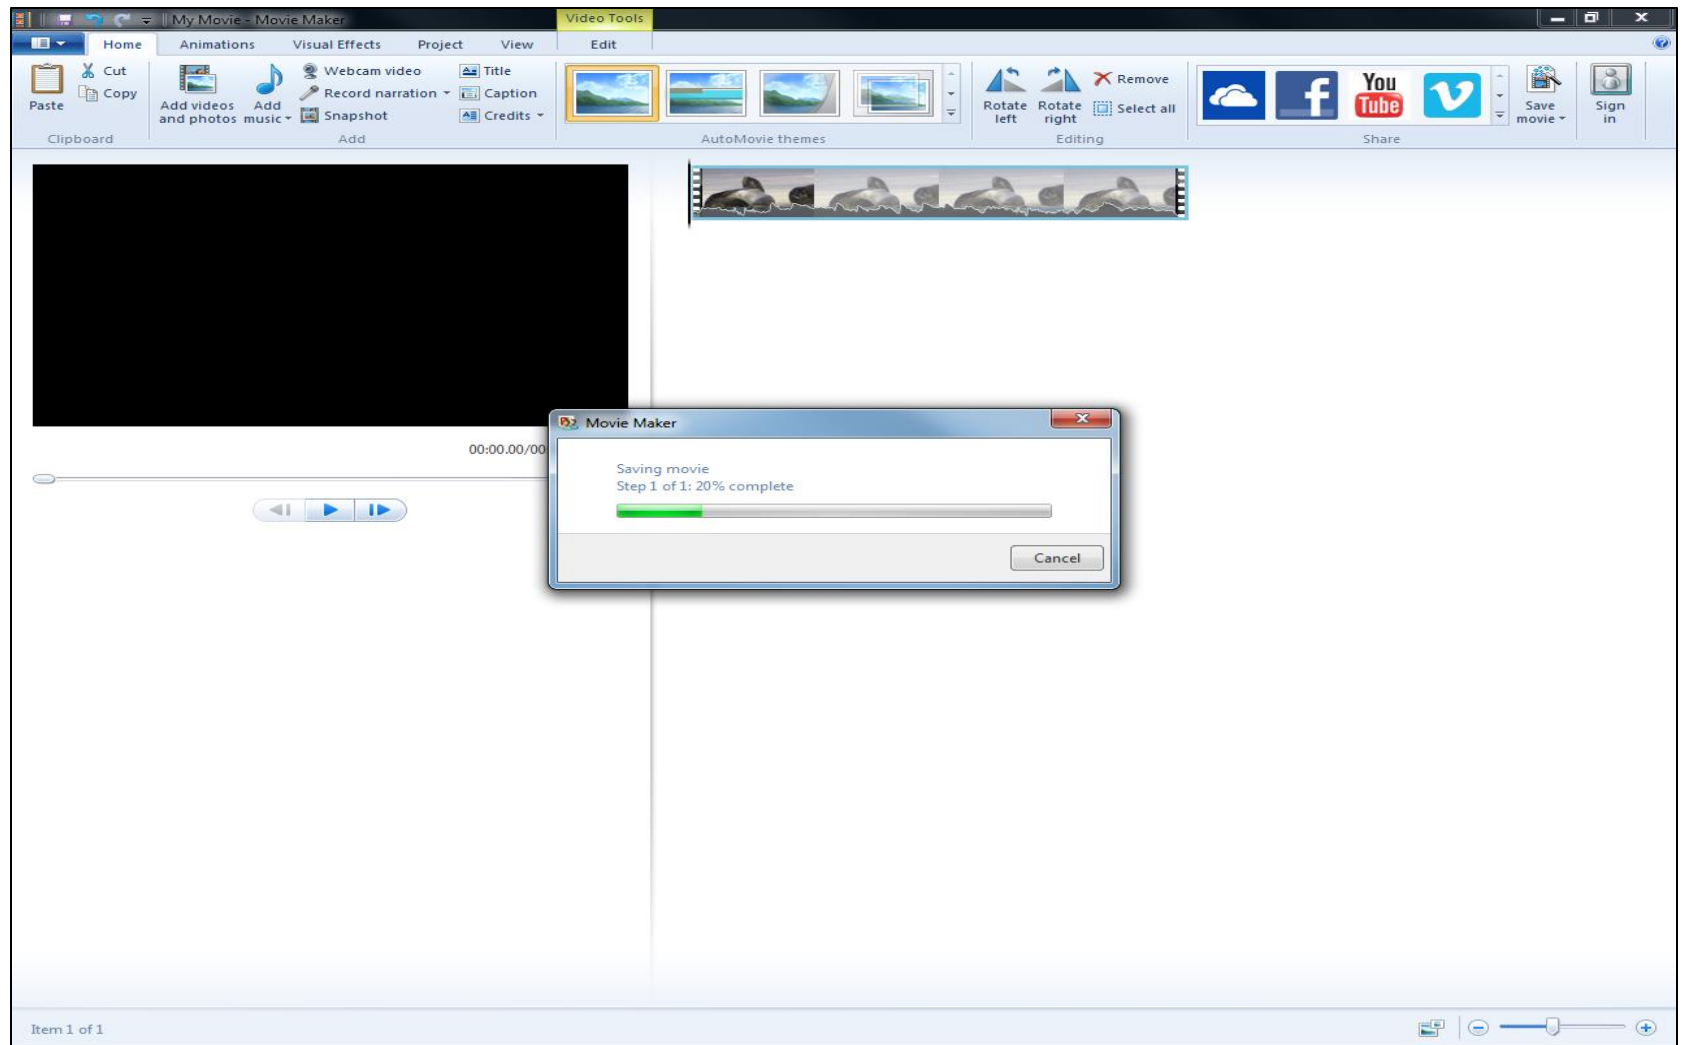 My Movie - Movie Maker
Video Tools
Home Animations Visual Effects Project View Edit
Paste
Cut
Copy
Clipboard
Add videos and photos
Add music
Webcam video
Record narration
Snapshot
Title
Caption
Credits
Add
AutoMovie themes
Rotate left
Rotate right
Remove
Select all
Editing
f
You
Tube
Share
Save movie
Sign in
00:00.00/00
Movie Maker
Saving movie
Step 1 of 1: 20% complete
Cancel
Item 1 of 1